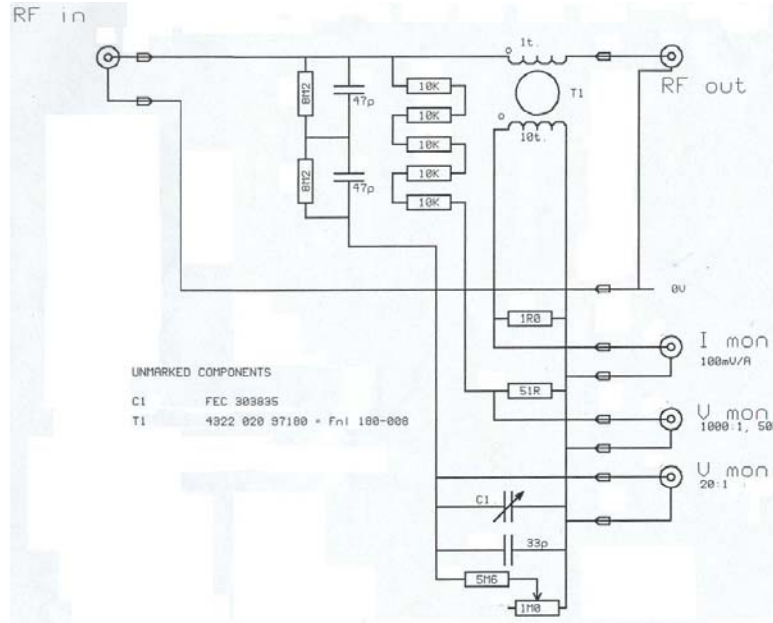 RF in
1t.
8M2
47p
10K
10K
10K
10K
10K
T1
RF out
10t.
8M2
47p
0V
1R0
I mon
100mV/A
UNMARKED COMPONENTS
C1 FEC 303835
T1 4322 020 97180 = Fnl 180-008
51R
V mon
1000:1, 50
V mon
20:1
C1.
33p
5M6
1M0